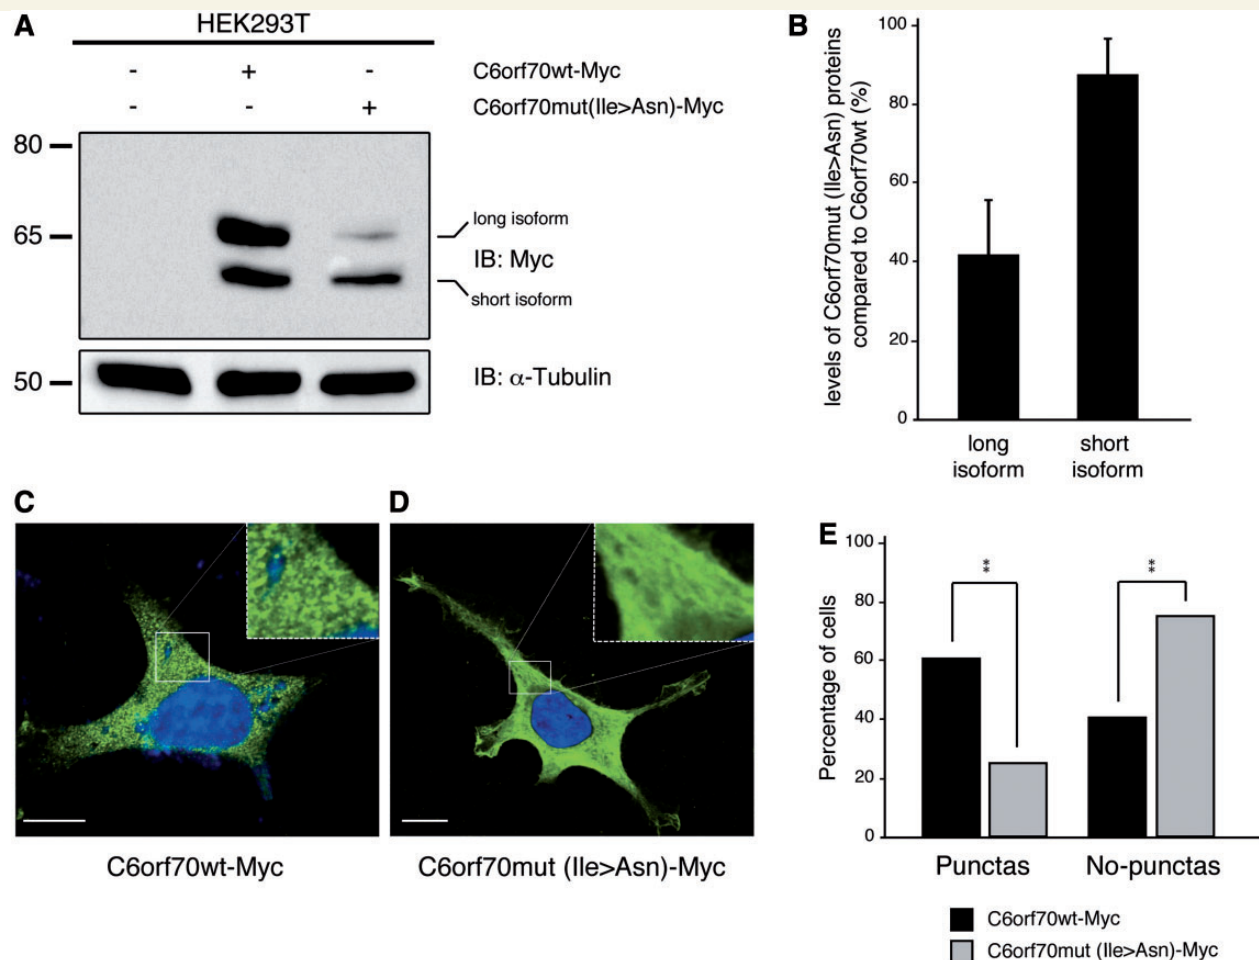 A
HEK293T
- + - C6orf70wt-Myc
- - + C6orf70mut(Ile>Asn)-Myc
80
65
long isoform
IB: Myc
short isoform
50
IB: α-Tubulin
B
levels of C6orf70mut (Ile>Asn) proteins
compared to C6orf70wt (%)
100
80
60
40
20
0
long
isoform
short
isoform
C
C6orf70wt-Myc
D
C6orf70mut (Ile>Asn)-Myc
E
Percentage of cells
100
80
60
40
20
0
**
**
Punctas
No-punctas
C6orf70wt-Myc
C6orf70mut (Ile>Asn)-Myc